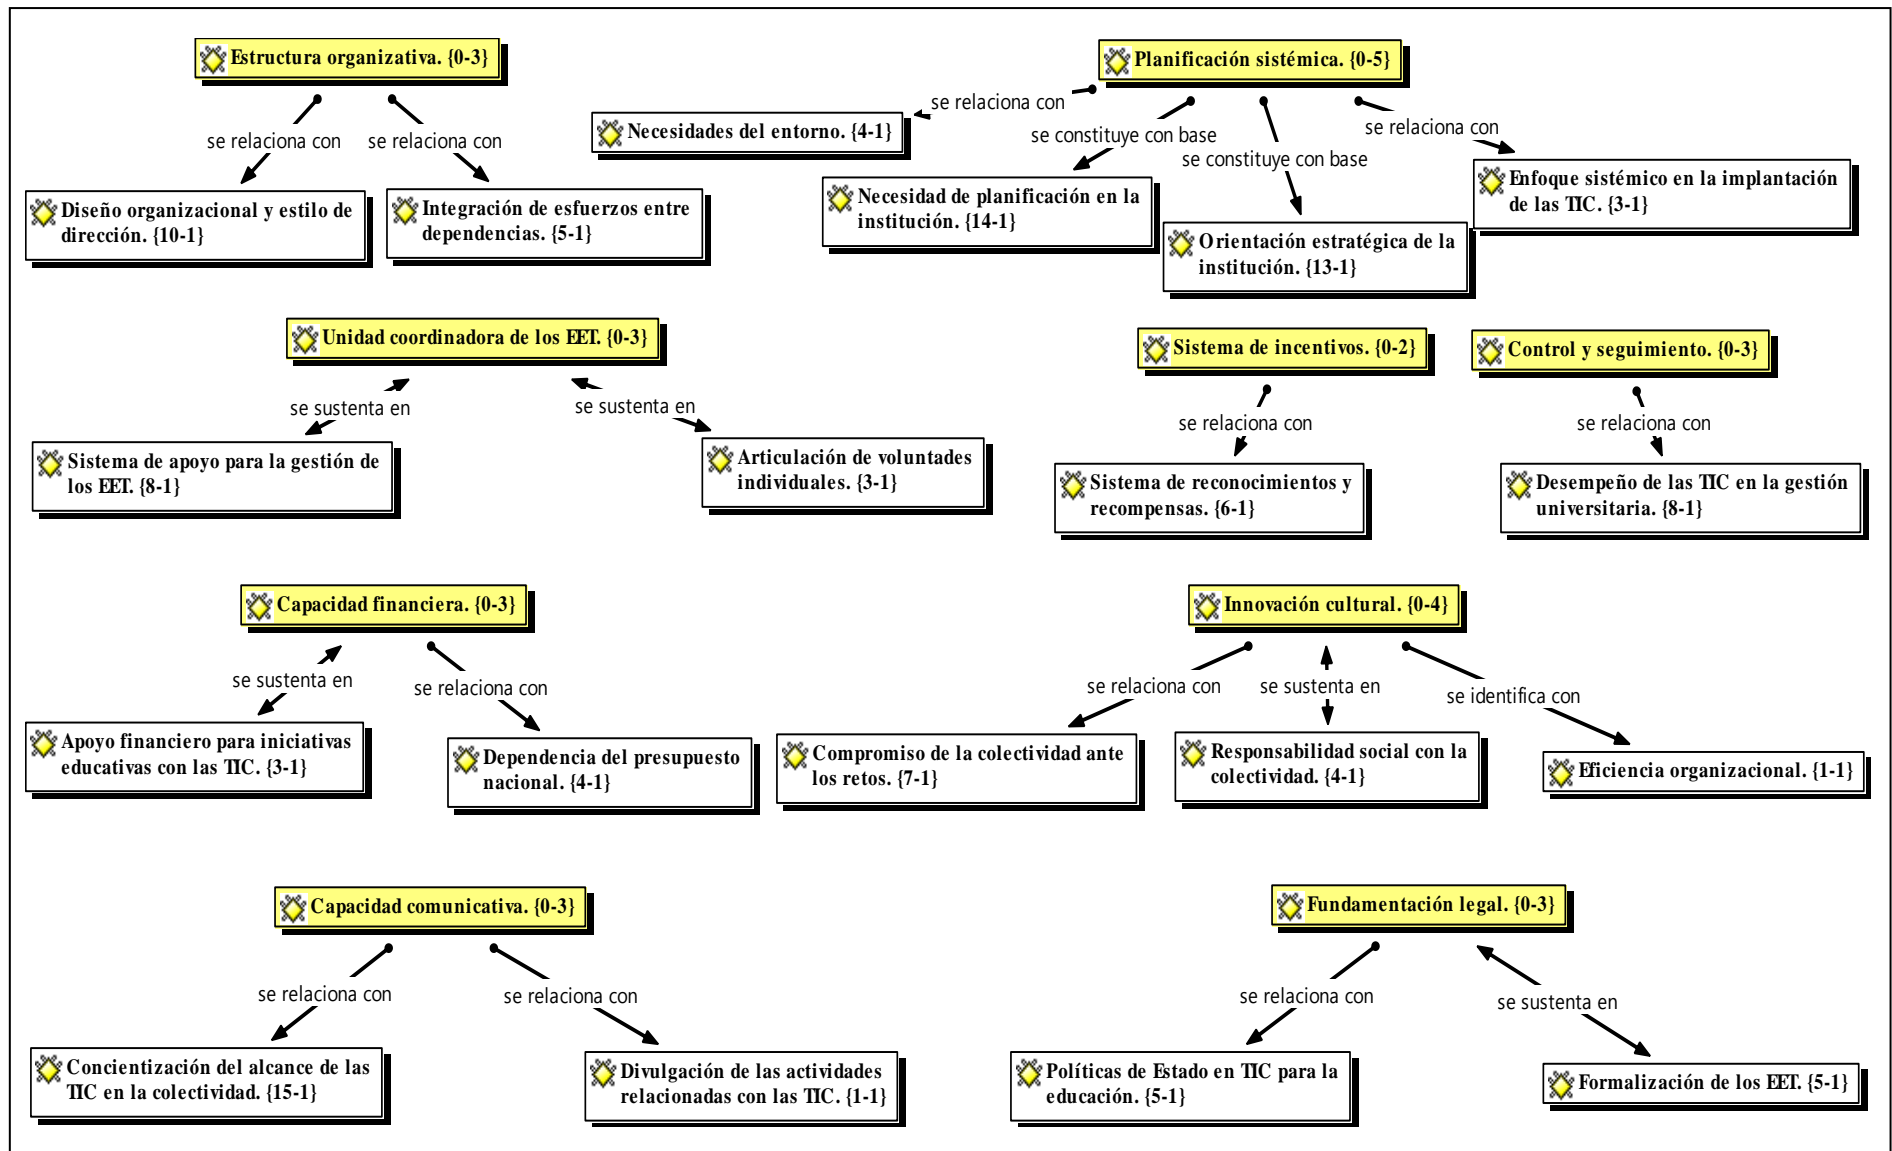 Estructura organizativa. {0-3}
se relaciona con
se relaciona con
Diseño organizacional y estilo de
dirección. {10-1}
Integración de esfuerzos entre
dependencias. {5-1}
Planificación sistémica. {0-5}
se relaciona con
Necesidades del entorno. {4-1}
se constituye con base
se constituye con base
se relaciona con
Necesidad de planificación en la
institución. {14-1}
Orientación estratégica de la
institución. {13-1}
Enfoque sistémico en la implantación
de las TIC. {3-1}
Unidad coordinadora de los EET. {0-3}
se sustenta en
se sustenta en
Sistema de apoyo para la gestión de
los EET. {8-1}
Articulación de voluntades
individuales. {3-1}
Sistema de incentivos. {0-2}
se relaciona con
Sistema de reconocimientos y
recompensas. {6-1}
Control y seguimiento. {0-3}
se relaciona con
Desempeño de las TIC en la gestión
universitaria. {8-1}
Capacidad financiera. {0-3}
se sustenta en
se relaciona con
Apoyo financiero para iniciativas
educativas con las TIC. {3-1}
Dependencia del presupuesto
nacional. {4-1}
Innovación cultural. {0-4}
se relaciona con
se sustenta en
se identifica con
Compromiso de la colectividad ante
los retos. {7-1}
Responsabilidad social con la
colectividad. {4-1}
Eficiencia organizacional. {1-1}
Capacidad comunicativa. {0-3}
se relaciona con
se relaciona con
Concientización del alcance de las
TIC en la colectividad. {15-1}
Divulgación de las actividades
relacionadas con las TIC. {1-1}
Fundamentación legal. {0-3}
se relaciona con
se sustenta en
Políticas de Estado en TIC para la
educación. {5-1}
Formalización de los EET. {5-1}